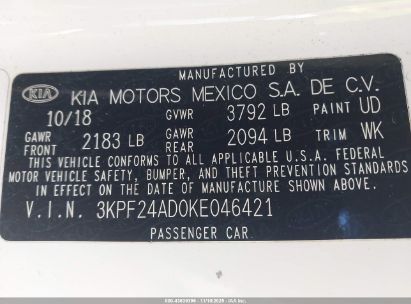 MANUFACTURED BY
KIA KIA MOTORS MEXICO S.A. DE C.V.
10/18 GVWR 3792 LB PAINT UD
GAWR FRONT 2183 LB GAWR REAR 2094 LB TRIM WK
THIS VEHICLE CONFORMS TO ALL APPLICABLE U.S.A. FEDERAL
MOTOR VEHICLE SAFETY, BUMPER, AND THEFT PREVENTION STANDARDS
IN EFFECT ON THE DATE OF MANUFACTURE SHOWN ABOVE.
V.I.N. 3KPF24AD0KE046421
PASSENGER CAR